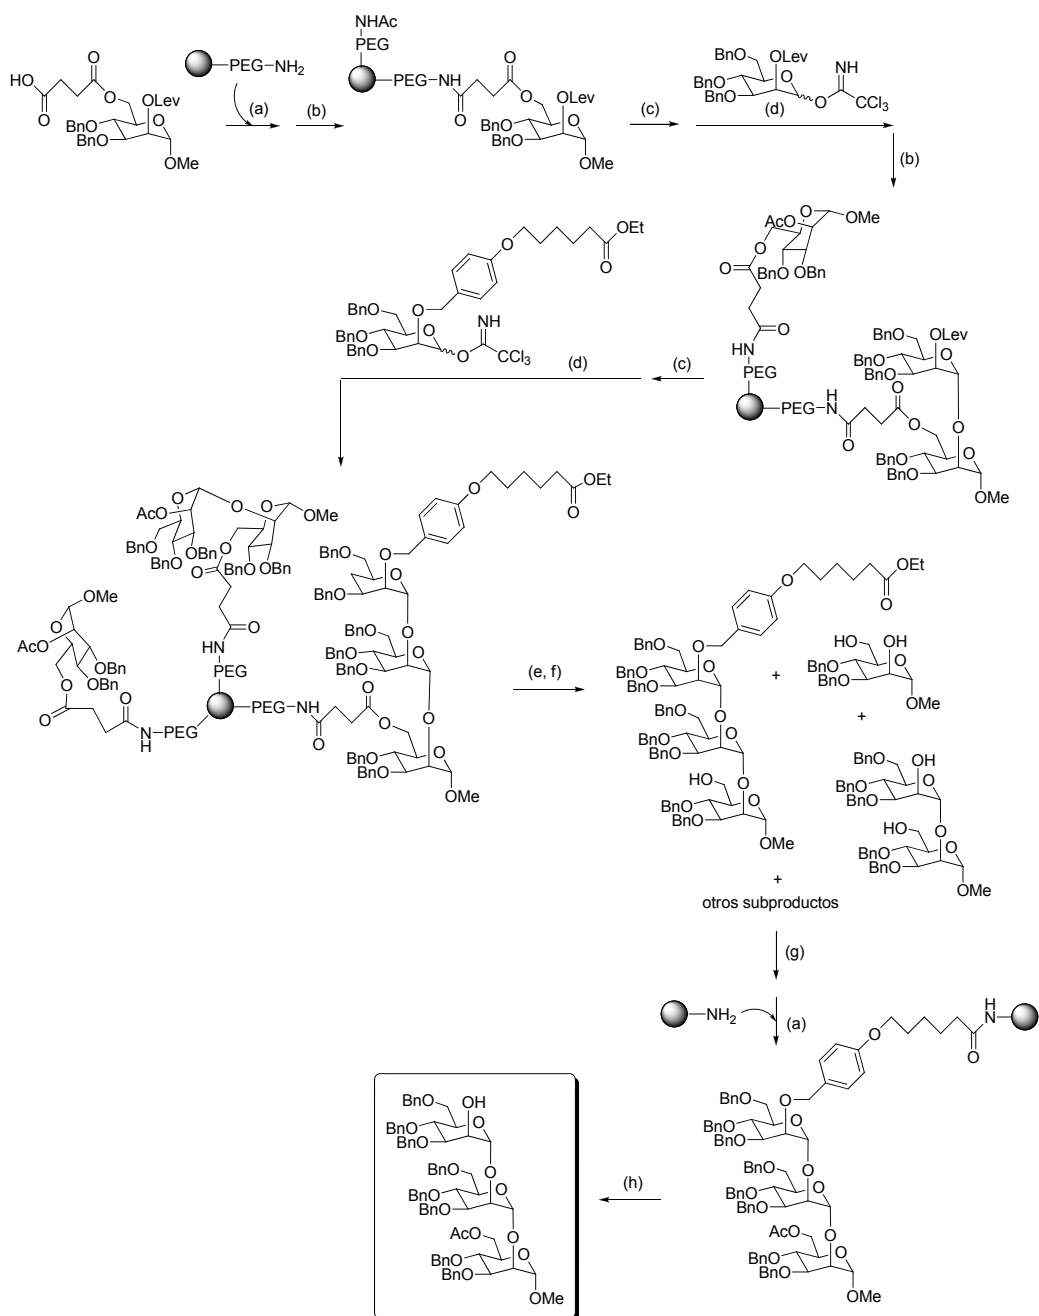 NHAc
PEG
HO
O
O
O
O
OLev
BnO
BnO
O
OMe
PEG—NH2
(a)
(b)
PEG—NH
O
O
O
OLev
BnO
BnO
O
OMe
(c)
BnO
OLev
BnO
BnO
O
O
NH
CCl3
(d)
(b)
O
OEt
O
BnO
O
BnO
BnO
O
O
NH
CCl3
(d)
(c)
AcO
O
OMe
O
O
BnO
OBn
O
HN
PEG
PEG—NH
O
O
O
BnO
OLev
BnO
BnO
O
O
BnO
BnO
O
OMe
O
OEt
O
BnO
O
BnO
BnO
O
O
BnO
BnO
BnO
O
O
BnO
BnO
O
OMe
AcO
O
O
O
OMe
BnO
BnO
OBn
O
O
BnO
OBn
O
HN
PEG
OMe
O
AcO
OBn
OBn
O
O
O
N
H
PEG
PEG—NH
O
O
O
(e, f)
O
OEt
O
BnO
O
BnO
BnO
O
O
BnO
BnO
BnO
O
O
HO
BnO
BnO
O
OMe
+
HO
OH
BnO
BnO
O
OMe
+
BnO
OH
BnO
BnO
O
O
HO
BnO
BnO
O
OMe
+
otros subproductos
(g)
NH2
(a)
O
H
N
O
BnO
O
BnO
BnO
O
O
BnO
BnO
BnO
O
O
AcO
BnO
BnO
O
OMe
(h)
BnO
OH
BnO
BnO
O
O
BnO
BnO
BnO
O
O
AcO
BnO
BnO
O
OMe